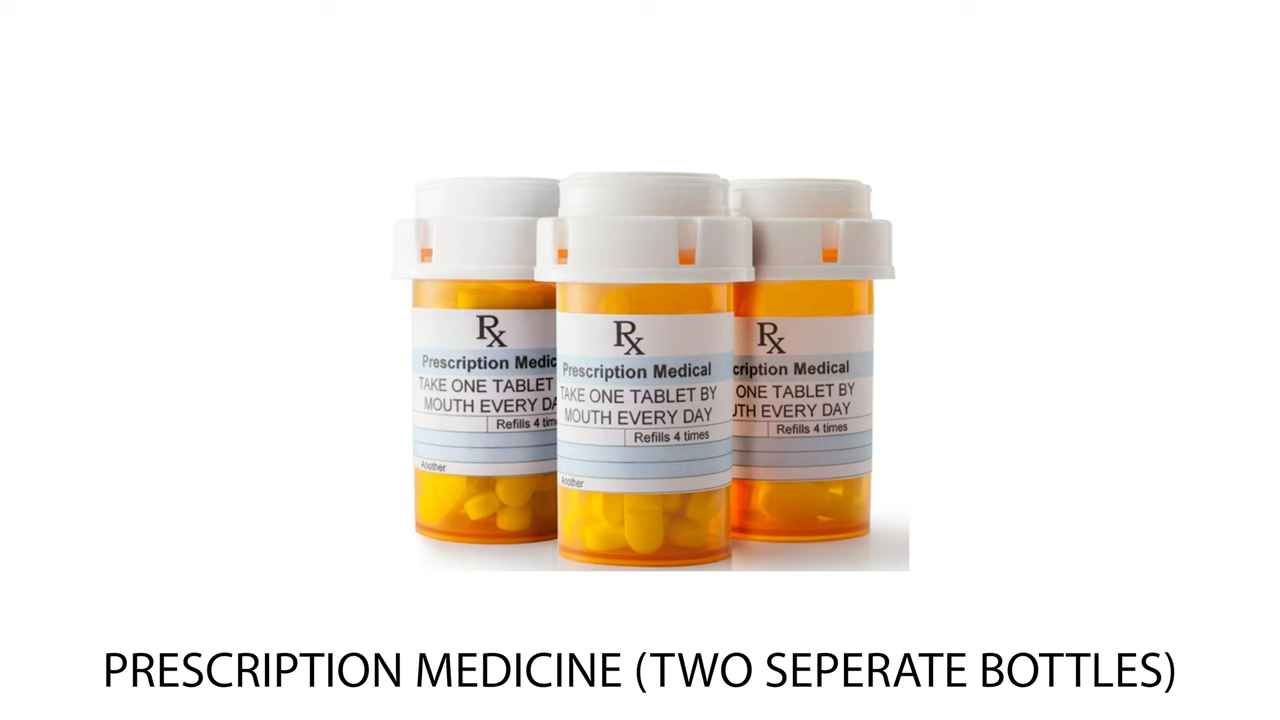 Rx
Prescription Medic
TAKE ONE TABLET
MOUTH EVERY DA
Refills 4 tim
Another
Rx
Prescription Medical
TAKE ONE TABLET BY
MOUTH EVERY DAY
Refills 4 times
Another
Rx
cription Medical
ONE TABLET BY
UTH EVERY DAY
Refills 4 times
PRESCRIPTION MEDICINE (TWO SEPERATE BOTTLES)